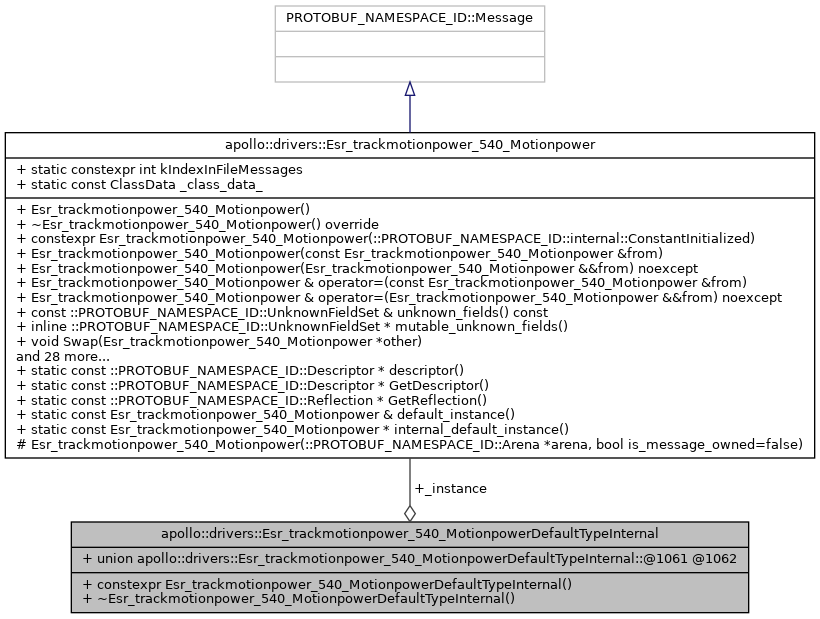 PROTOBUF_NAMESPACE_ID::Message
apollo::drivers::Esr_trackmotionpower_540_Motionpower
+ static constexpr int kIndexInFileMessages
+ static const ClassData _class_data_
+ Esr_trackmotionpower_540_Motionpower()
+ ~Esr_trackmotionpower_540_Motionpower() override
+ constexpr Esr_trackmotionpower_540_Motionpower(::PROTOBUF_NAMESPACE_ID::internal::ConstantInitialized)
+ Esr_trackmotionpower_540_Motionpower(const Esr_trackmotionpower_540_Motionpower &from)
+ Esr_trackmotionpower_540_Motionpower(Esr_trackmotionpower_540_Motionpower &&from) noexcept
+ Esr_trackmotionpower_540_Motionpower & operator=(const Esr_trackmotionpower_540_Motionpower &from)
+ Esr_trackmotionpower_540_Motionpower & operator=(Esr_trackmotionpower_540_Motionpower &&from) noexcept
+ const ::PROTOBUF_NAMESPACE_ID::UnknownFieldSet & unknown_fields() const
+ inline ::PROTOBUF_NAMESPACE_ID::UnknownFieldSet * mutable_unknown_fields()
+ void Swap(Esr_trackmotionpower_540_Motionpower *other)
and 28 more...
+ static const ::PROTOBUF_NAMESPACE_ID::Descriptor * descriptor()
+ static const ::PROTOBUF_NAMESPACE_ID::Descriptor * GetDescriptor()
+ static const ::PROTOBUF_NAMESPACE_ID::Reflection * GetReflection()
+ static const Esr_trackmotionpower_540_Motionpower & default_instance()
+ static const Esr_trackmotionpower_540_Motionpower * internal_default_instance()
# Esr_trackmotionpower_540_Motionpower(::PROTOBUF_NAMESPACE_ID::Arena *arena, bool is_message_owned=false)
+_instance
apollo::drivers::Esr_trackmotionpower_540_MotionpowerDefaultTypeInternal
+ union apollo::drivers::Esr_trackmotionpower_540_MotionpowerDefaultTypeInternal::@1061 @1062
+ constexpr Esr_trackmotionpower_540_MotionpowerDefaultTypeInternal()
+ ~Esr_trackmotionpower_540_MotionpowerDefaultTypeInternal()